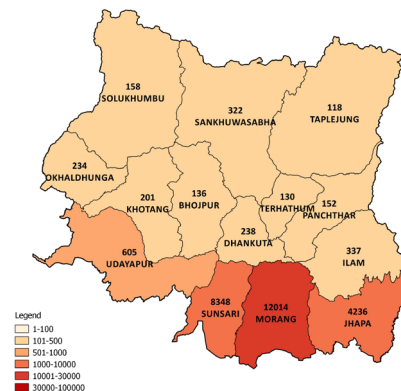 158
SOLUKHUMBU
322
SANKHUWASABHA
118
TAPLEJUNG
234
OKHALDHUNGA
201
KHOTANG
136
BHOJPUR
130
TERHATHUM
152
PANCHTHAR
238
DHANKUTA
337
ILAM
605
UDAYAPUR
8348
SUNSARI
12014
MORANG
4236
JHAPA
Legend
1-100
101-500
501-1000
1000-10000
10001-30000
30000-100000